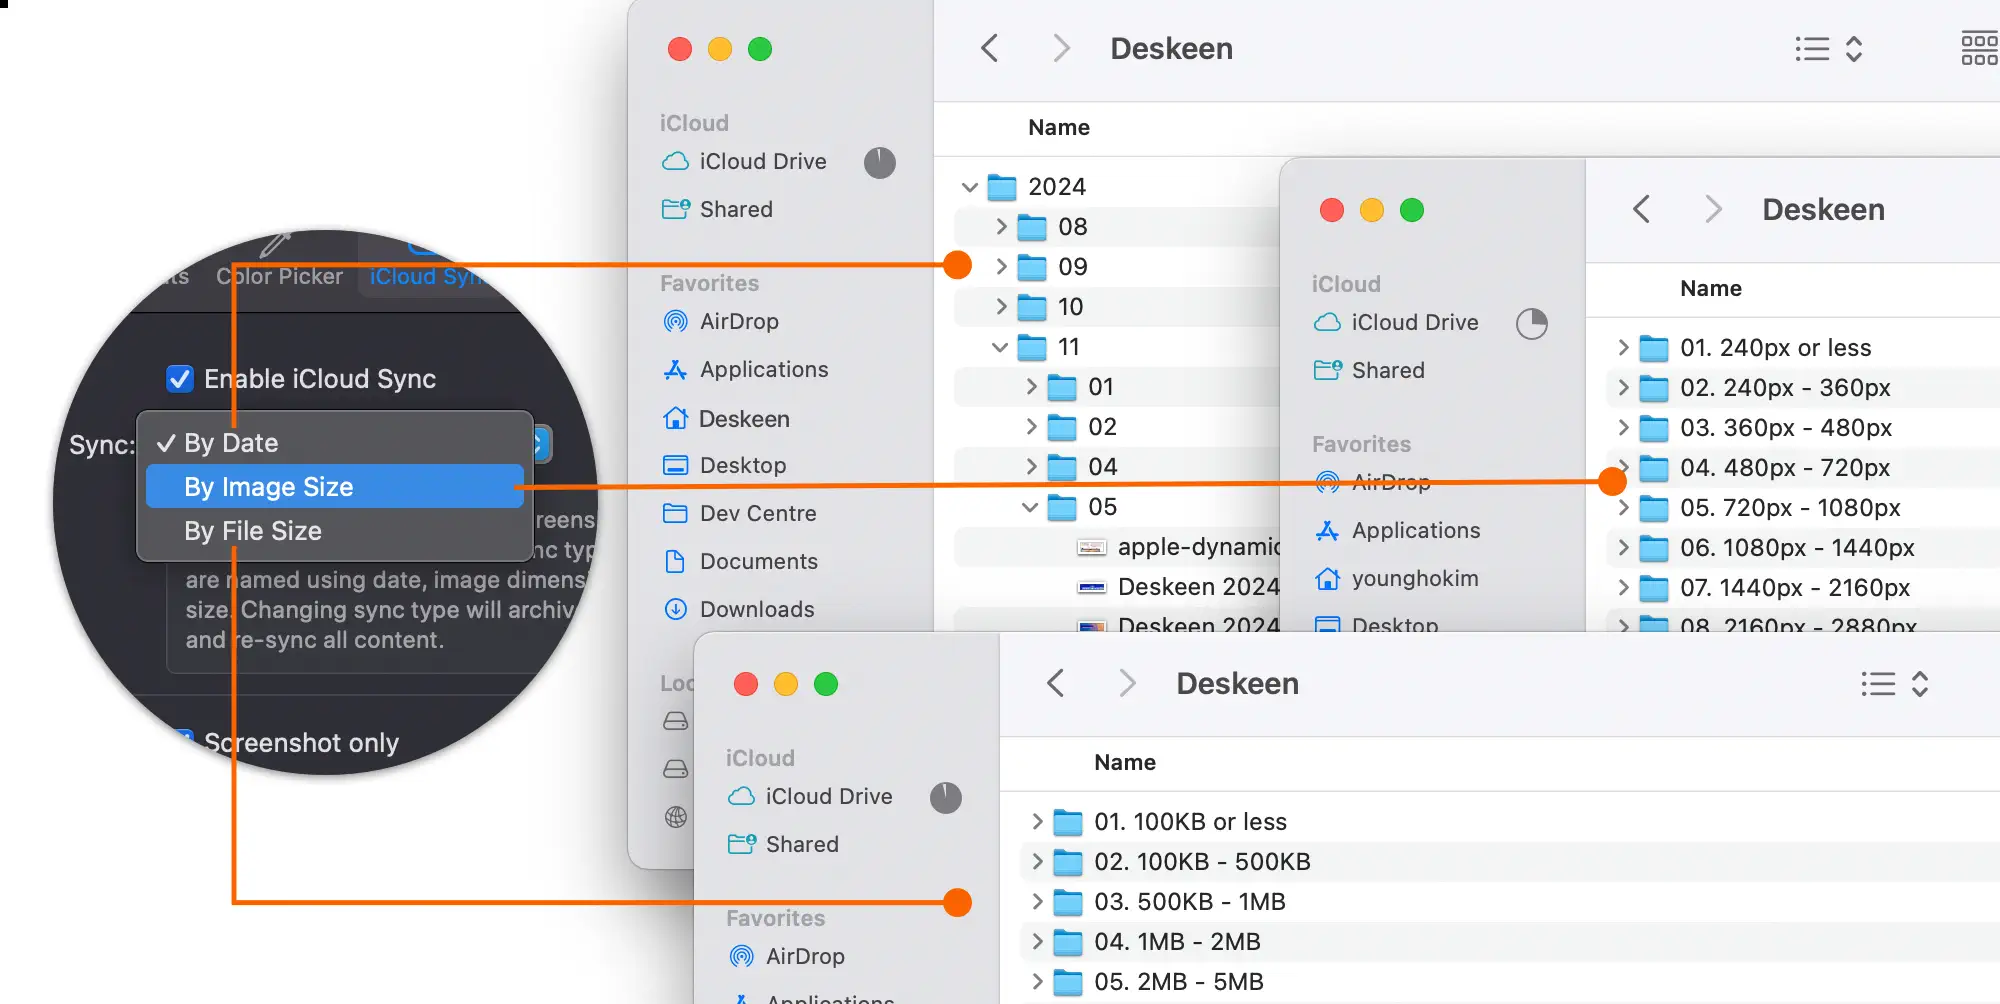 ts
Color Picker
iCloud Syn
Enable iCloud Sync
Sync:
By Date
By Image Size
By File Size
reens
nc typ
are named using date, image dimens
size. Changing sync type will archiv
and re-sync all content.
Screenshot only
Deskeen
iCloud
iCloud Drive
Shared
Favorites
AirDrop
Applications
Deskeen
Desktop
Dev Centre
Documents
Downloads
Loc
Name
2024
08
09
10
11
01
02
04
05
apple-dynamic
Deskeen 2024
Deskeen 2024
Deskeen
iCloud
iCloud Drive
Shared
Favorites
AirDrop
Applications
younghokim
Desktop
Name
01. 240px or less
02. 240px - 360px
03. 360px - 480px
04. 480px - 720px
05. 720px - 1080px
06. 1080px - 1440px
07. 1440px - 2160px
08. 2160px - 2880px
Deskeen
iCloud
iCloud Drive
Shared
Favorites
AirDrop
Applications
Name
01. 100KB or less
02. 100KB - 500KB
03. 500KB - 1MB
04. 1MB - 2MB
05. 2MB - 5MB